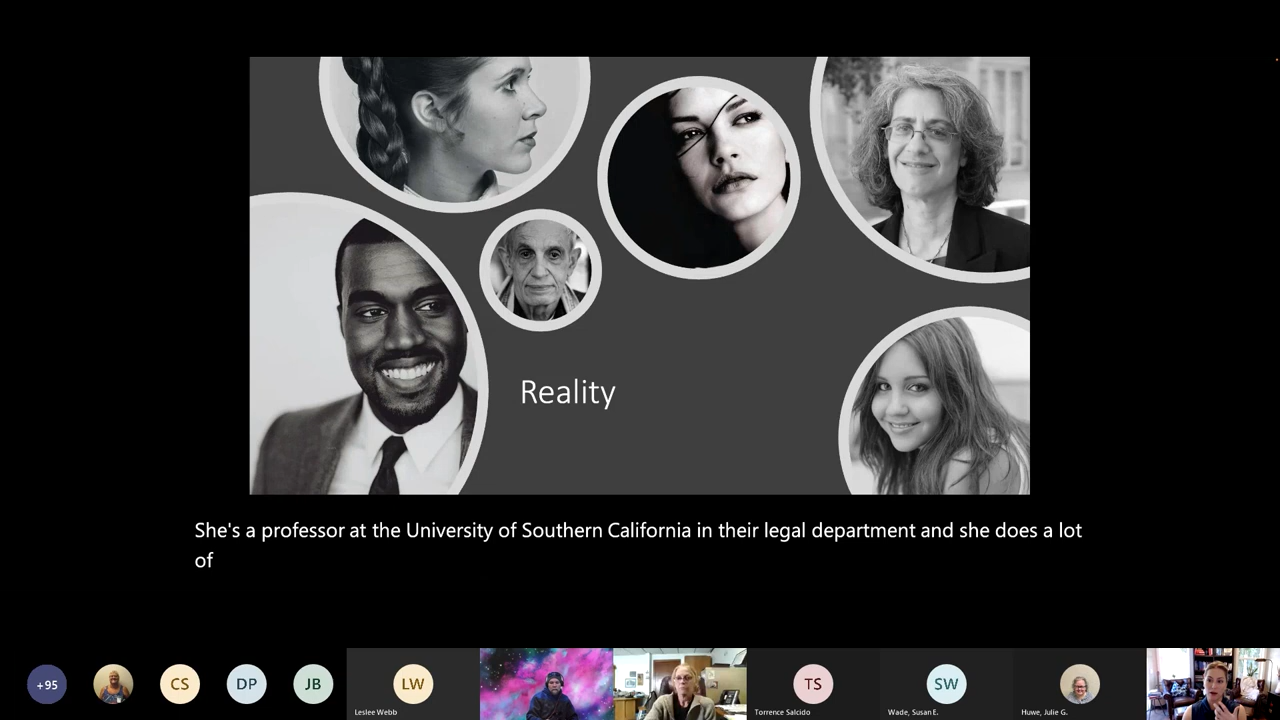 Reality
She's a professor at the University of Southern California in their legal department and she does a lot
of
+95
CS
DP
JB
LW
Leslee Webb
TS
Torrence Salcido
SW
Wade, Susan E.
Huwe, Julie G.